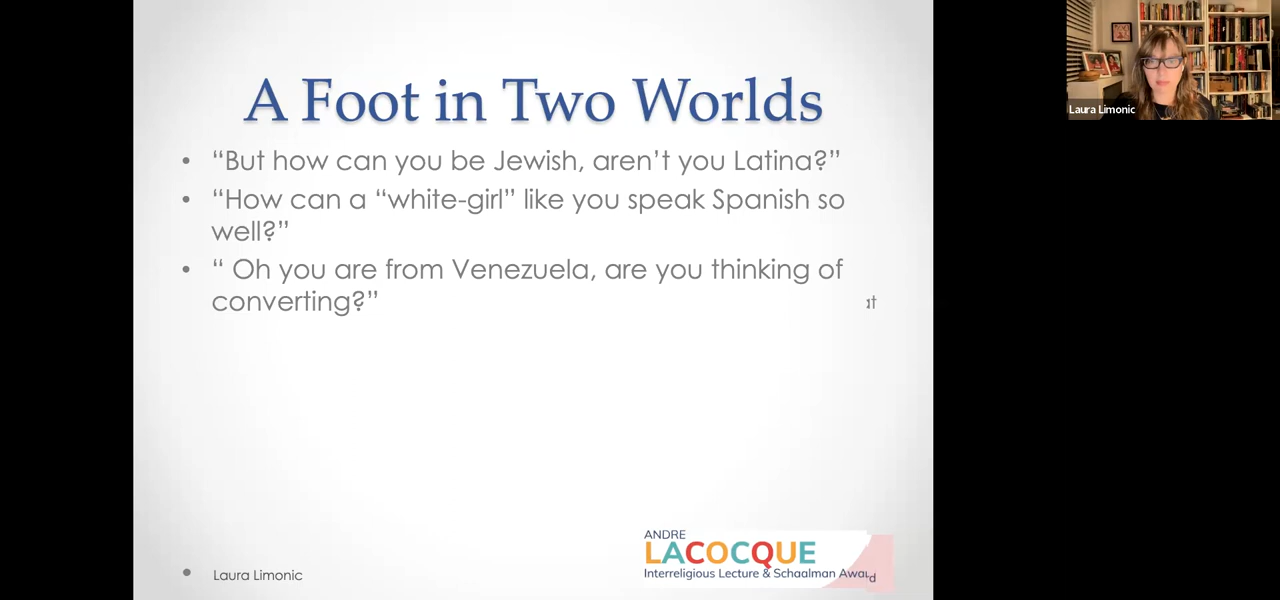 A Foot in Two Worlds
• “But how can you be Jewish, aren’t you Latina?”
• “How can a “white-girl” like you speak Spanish so
well?”
• “ Oh you are from Venezuela, are you thinking of
converting?”
at
• Laura Limonic
ANDRE
LACOCQUE
Interreligious Lecture & Schaalman Award
Laura Limonic